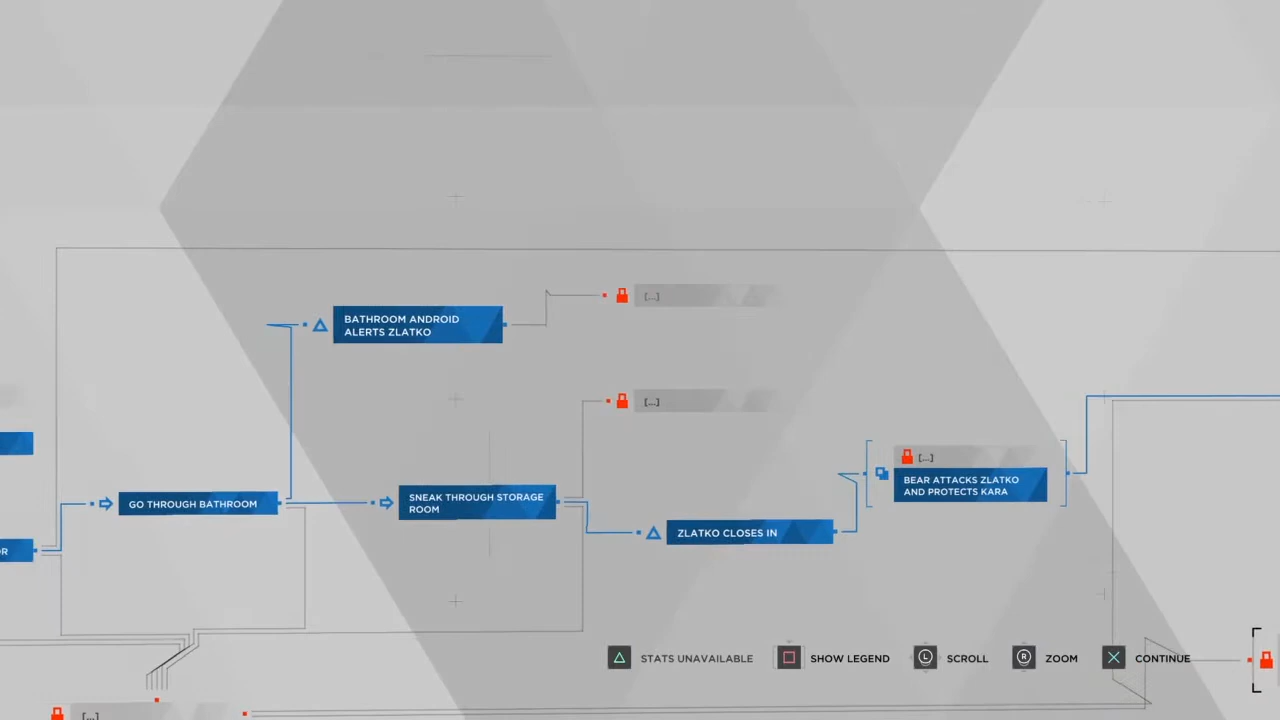 [...]
BATHROOM ANDROID
ALERTS ZLATKO
[...]
[...]
BEAR ATTACKS ZLATKO
AND PROTECTS KARA
GO THROUGH BATHROOM
SNEAK THROUGH STORAGE
ROOM
ZLATKO CLOSES IN
OR
STATS UNAVAILABLE
SHOW LEGEND
L
SCROLL
R
ZOOM
CONTINUE
[...]